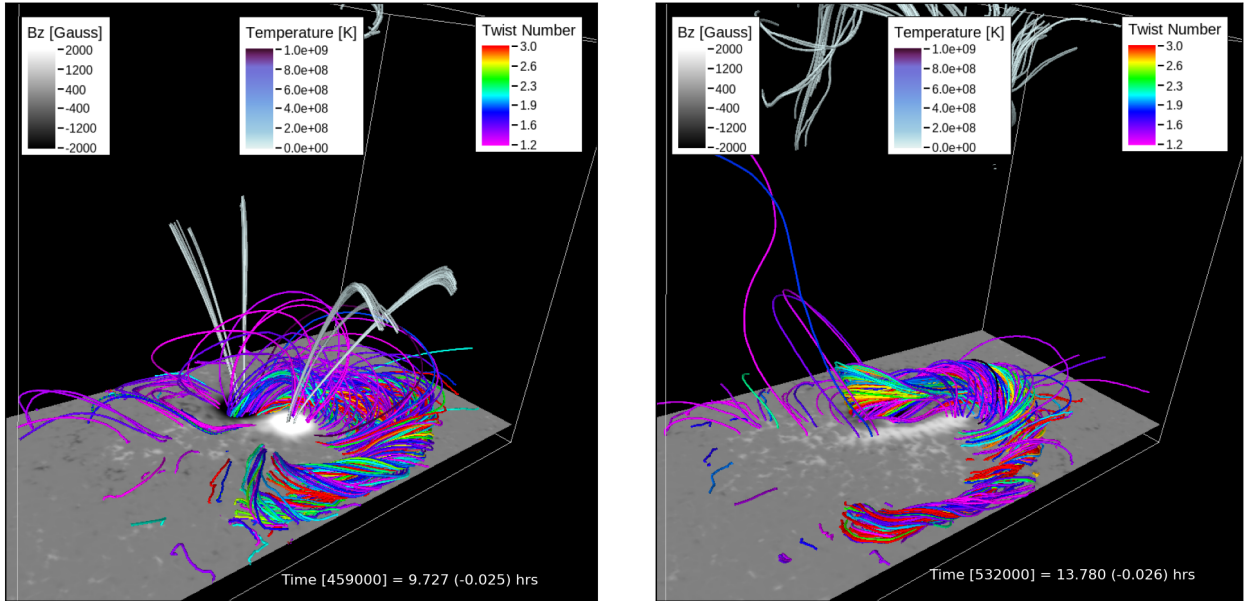 Bz [Gauss]
2000
1200
400
-400
-1200
-2000
Temperature [K]
1.0e+09
8.0e+08
6.0e+08
4.0e+08
2.0e+08
0.0e+00
Twist Number
3.0
2.6
2.3
1.9
1.6
1.2
Time [459000] = 9.727 (-0.025) hrs
Bz [Gauss]
2000
1200
400
-400
-1200
-2000
Temperature [K]
1.0e+09
8.0e+08
6.0e+08
4.0e+08
2.0e+08
0.0e+00
Twist Number
3.0
2.6
2.3
1.9
1.6
1.2
Time [532000] = 13.780 (-0.026) hrs